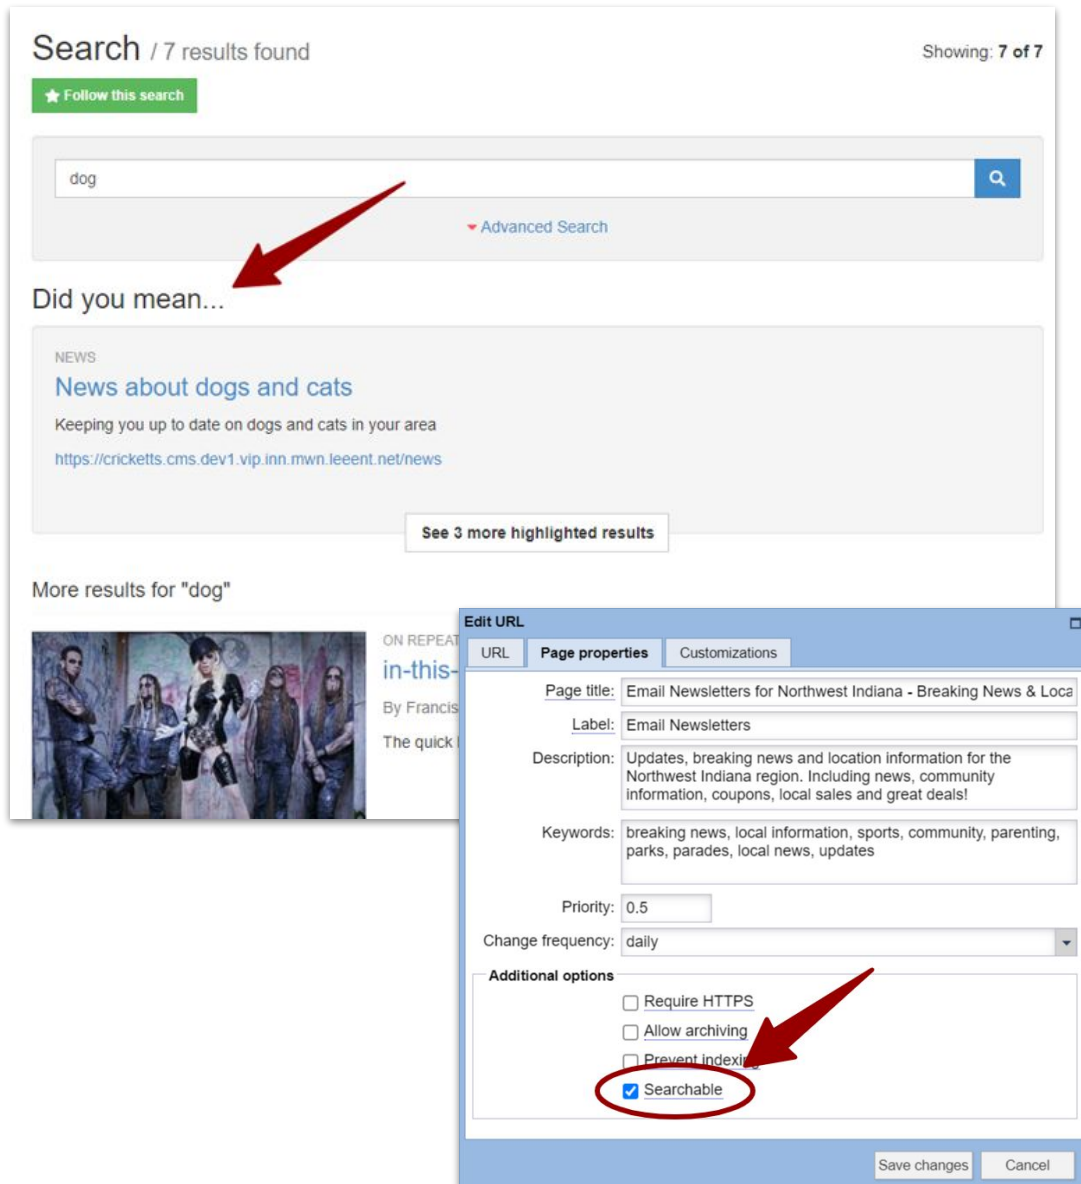 Search / 7 results found
Showing: 7 of 7
Follow this search
dog
Advanced Search
Did you mean...
NEWS
News about dogs and cats
Keeping you up to date on dogs and cats in your area
https://cricketts.cms.dev1.vip.inn.mwn.leeent.net/news
See 3 more highlighted results
More results for "dog"
ON REPEAT
in-this-
By Francis
The quick
Edit URL
URL Page properties Customizations
Page title: Email Newsletters for Northwest Indiana - Breaking News & Loca
Label: Email Newsletters
Description: Updates, breaking news and location information for the
Northwest Indiana region. Including news, community
information, coupons, local sales and great deals!
Keywords: breaking news, local information, sports, community, parenting,
parks, parades, local news, updates
Priority: 0.5
Change frequency: daily
Additional options
Require HTTPS
Allow archiving
Prevent indexing
Searchable
Save changes Cancel